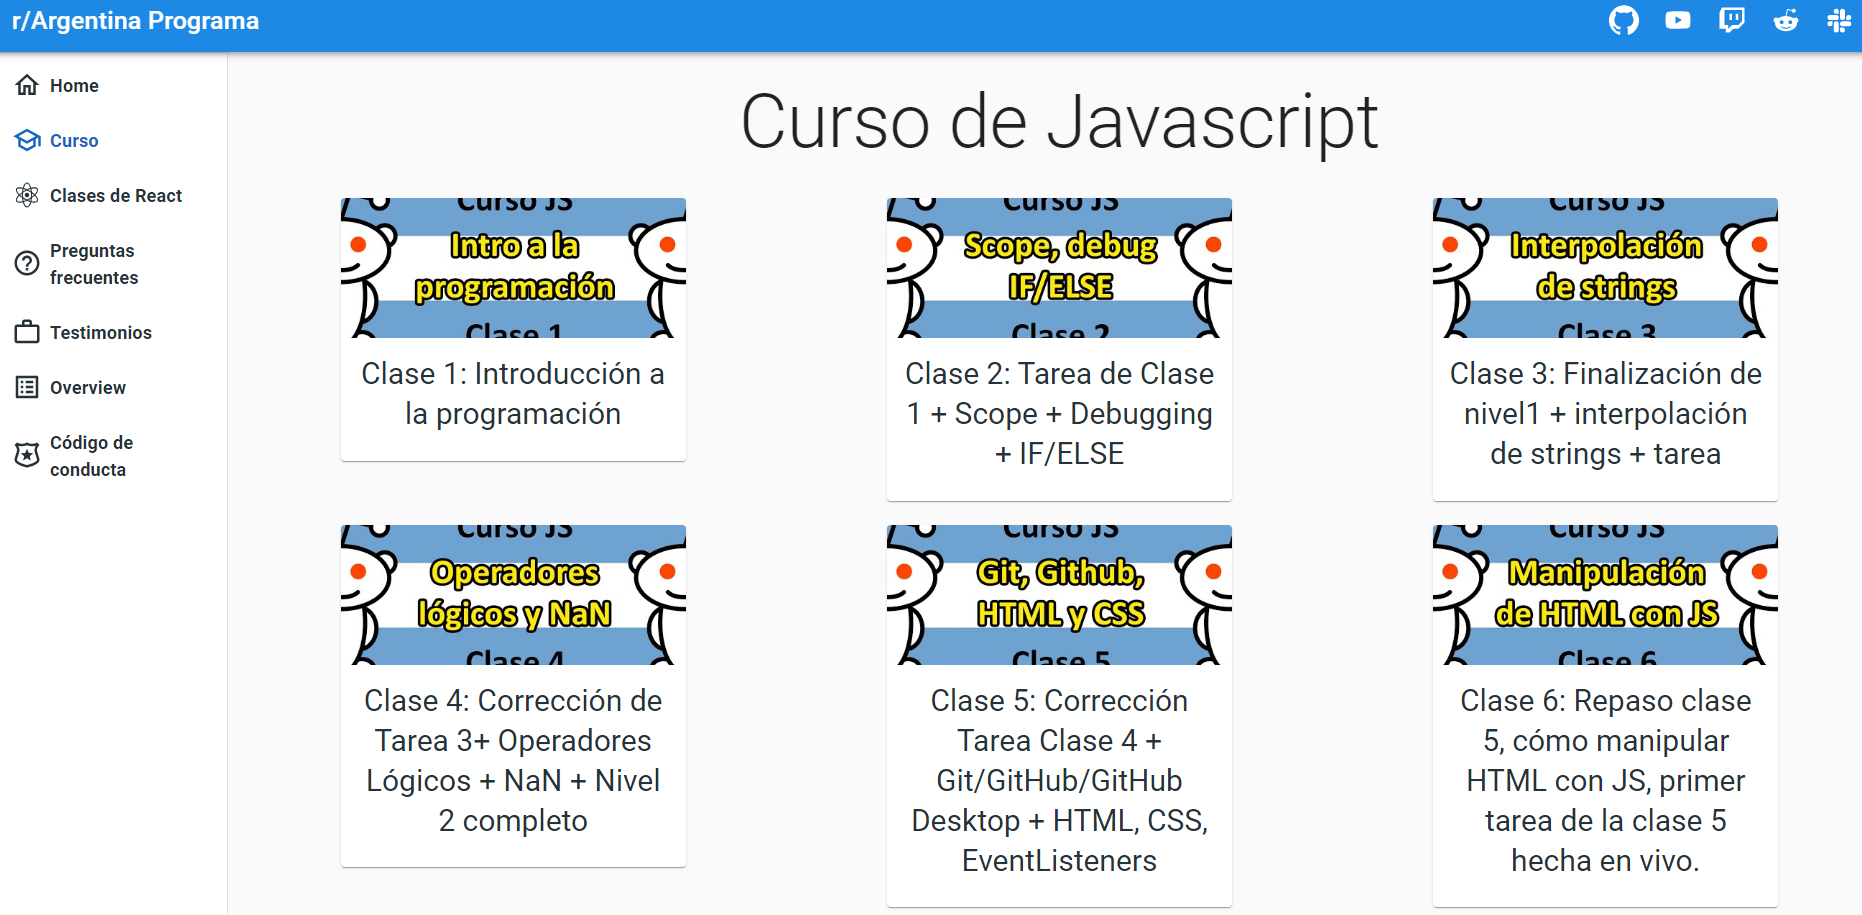 r/Argentina Programa
Home
Curso
Clases de React
Preguntas
frecuentes
Testimonios
Overview
Código de
conducta
Curso de Javascript
Curso JS
Intro a la
programación
Clase 1
Clase 1: Introducción a
la programación
Curso JS
Scope, debug
IF/ELSE
Clase 2
Clase 2: Tarea de Clase
1 + Scope + Debugging
+ IF/ELSE
Curso JS
Interpolación
de strings
Clase 3
Clase 3: Finalización de
nivel1 + interpolación
de strings + tarea
Curso JS
Operadores
lógicos y NaN
Clase 4
Clase 4: Corrección de
Tarea 3+ Operadores
Lógicos + NaN + Nivel
2 completo
Curso JS
Git, Github,
HTML y CSS
Clase 5
Clase 5: Corrección
Tarea Clase 4 +
Git/GitHub/GitHub
Desktop + HTML, CSS,
EventListeners
Curso JS
Manipulación
de HTML con JS
Clase 6
Clase 6: Repaso clase
5, cómo manipular
HTML con JS, primer
tarea de la clase 5
hecha en vivo.